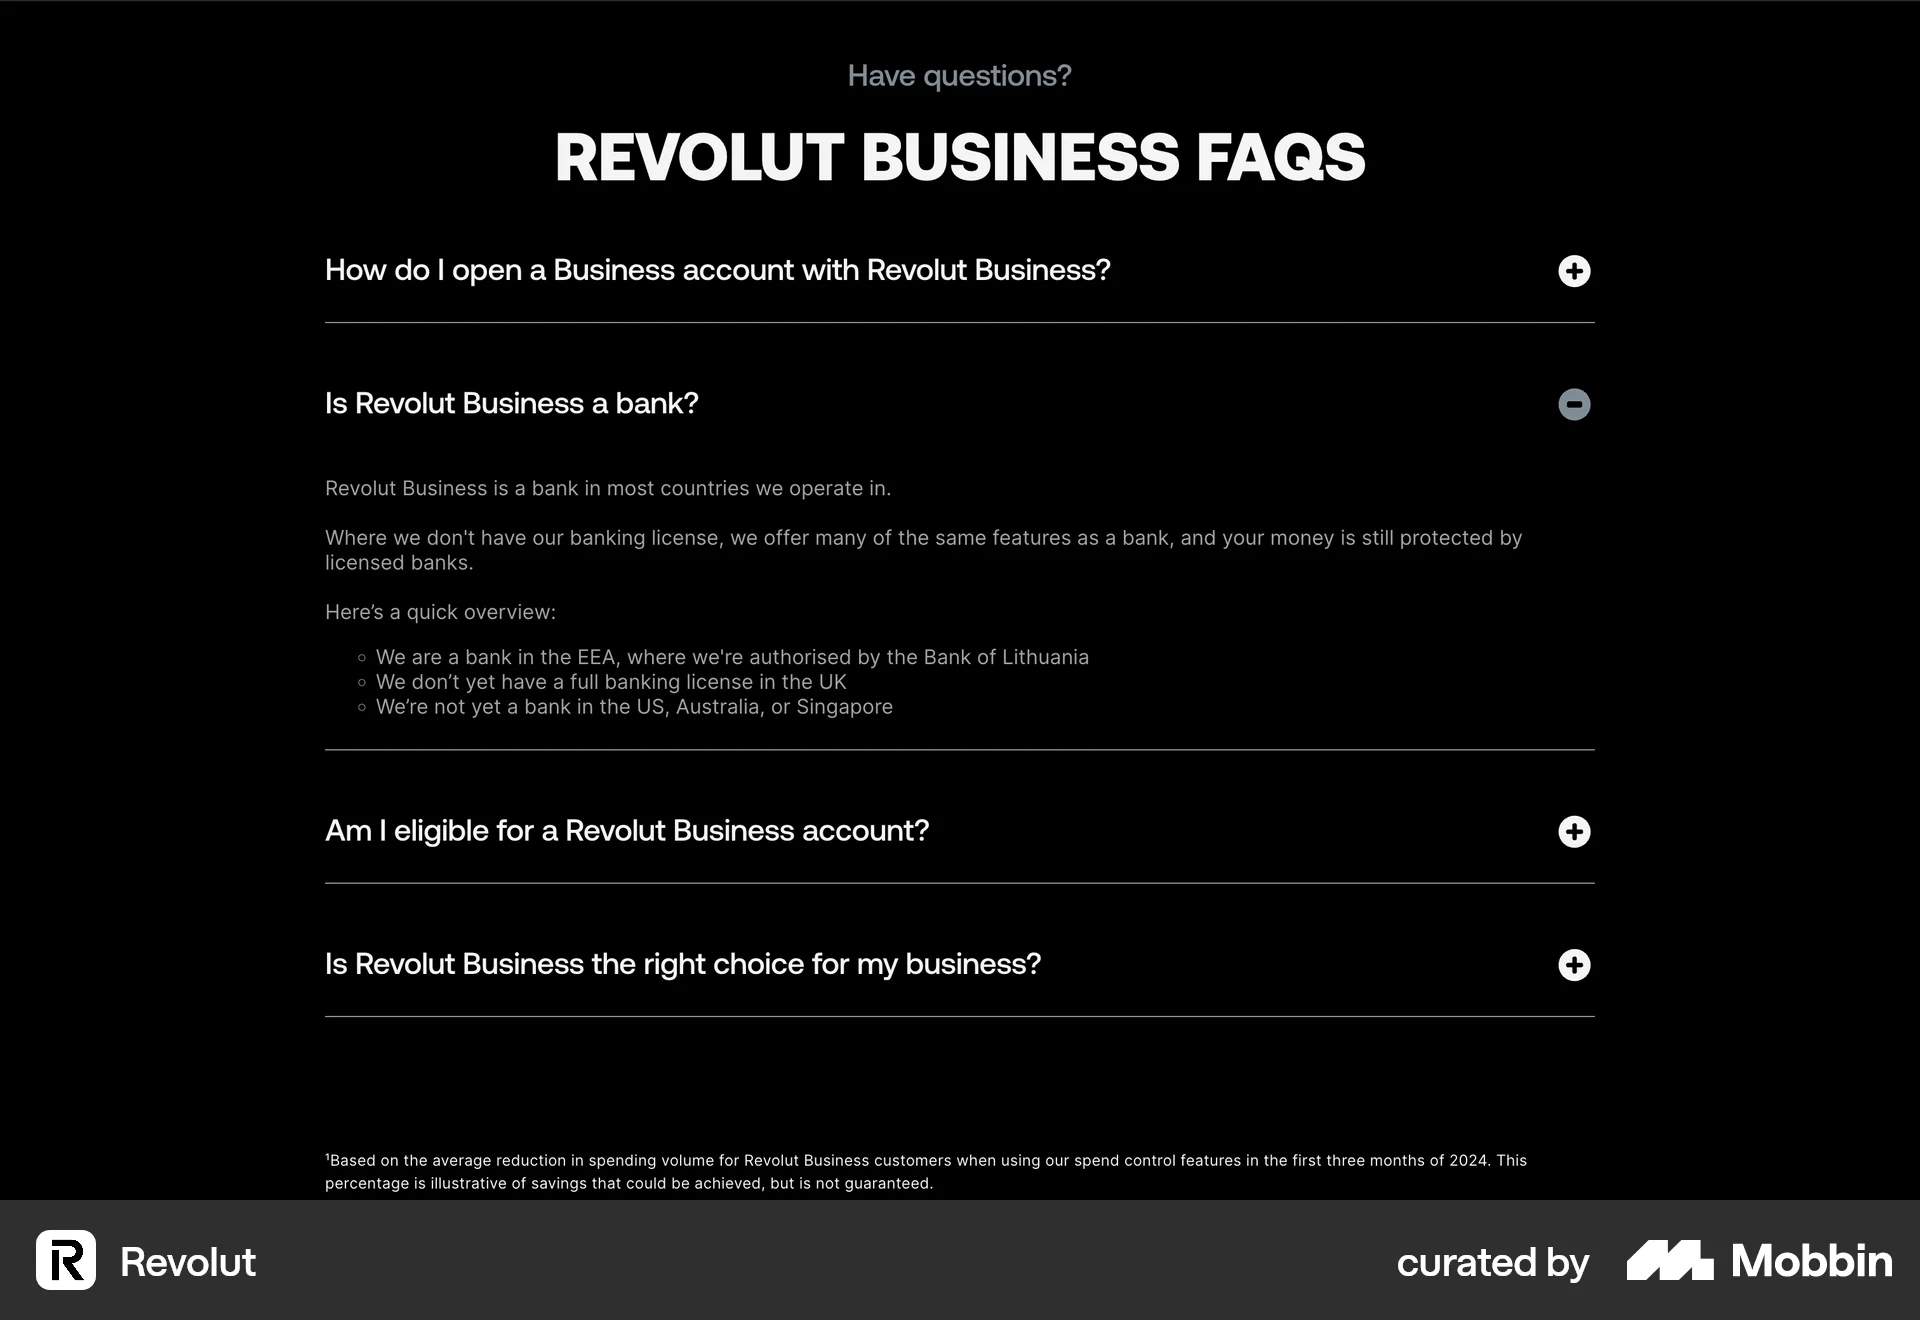 Have questions?
REVOLUT BUSINESS FAQS
How do I open a Business account with Revolut Business?
Is Revolut Business a bank?
Revolut Business is a bank in most countries we operate in.
Where we don't have our banking license, we offer many of the same features as a bank, and your money is still protected by
licensed banks.
Here’s a quick overview:
We are a bank in the EEA, where we're authorised by the Bank of Lithuania
We don’t yet have a full banking license in the UK
We’re not yet a bank in the US, Australia, or Singapore
Am I eligible for a Revolut Business account?
Is Revolut Business the right choice for my business?
¹Based on the average reduction in spending volume for Revolut Business customers when using our spend control features in the first three months of 2024. This
percentage is illustrative of savings that could be achieved, but is not guaranteed.
R Revolut
curated by Mobbin